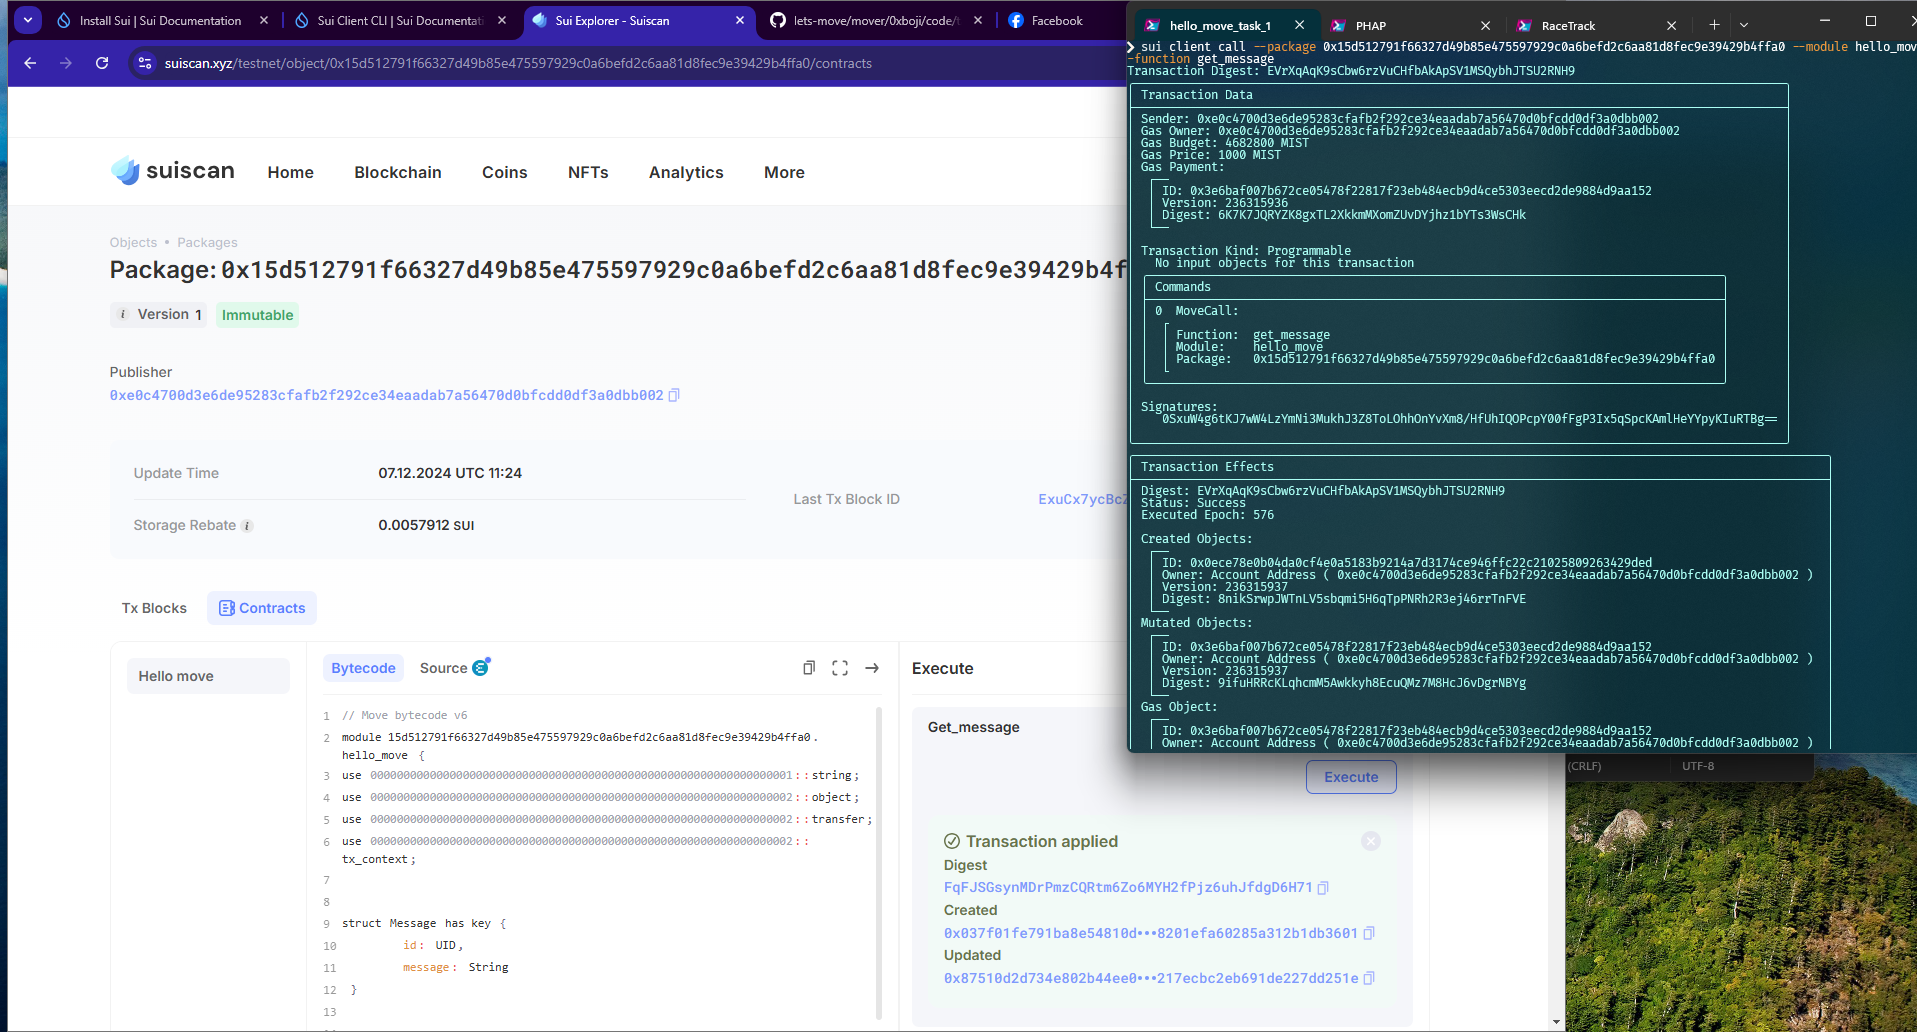 Install Sui | Sui Documentation
Sui Client CLI | Sui Documentati
Sui Explorer - Suiscan
lets-move/mover/0xboji/code/t
Facebook
suiscan.xyz/testnet/object/0x15d512791f66327d49b85e475597929c0a6befd2c6aa81d8fec9e39429b4ffa0/contracts
suiscan
Home
Blockchain
Coins
NFTs
Analytics
More
Objects • Packages
Package: 0x15d512791f66327d49b85e475597929c0a6befd2c6aa81d8fec9e39429b4f
i Version 1
Immutable
Publisher
0xe0c4700d3e6de95283cfafb2f292ce34eaadab7a56470d0bfcdd0df3a0dbb002
Update Time
07.12.2024 UTC 11:24
Storage Rebate i
0.0057912 SUI
Last Tx Block ID
ExuCx7ycBcZ
Tx Blocks
Contracts
Hello move
Bytecode
Source
1 // Move bytecode v6
2 module 15d512791f66327d49b85e475597929c0a6befd2c6aa81d8fec9e39429b4ffa0.
hello_move {
3 use 0000000000000000000000000000000000000000000000000000000000000001::string;
4 use 0000000000000000000000000000000000000000000000000000000000000002::object;
5 use 0000000000000000000000000000000000000000000000000000000000000002::transfer;
6 use 0000000000000000000000000000000000000000000000000000000000000002::
tx_context;
7
8
9 struct Message has key {
10 id: UID,
11 message: String
12 }
13
Execute
Get_message
Execute
Transaction applied
Digest
FqFJSGsynMDrPmzCQRtm6Zo6MYH2fPjz6uhJfdgD6H71
Created
0x037f01fe791ba8e54810d•••8201efa60285a312b1db3601
Updated
0x87510d2d734e802b44ee0•••217ecbc2eb691de227dd251e
hello_move_task_1
PHAP
RaceTrack
❯ sui client call --package 0x15d512791f66327d49b85e475597929c0a6befd2c6aa81d8fec9e39429b4ffa0 --module hello_mov
-function get_message
Transaction Digest: EVrXqAqK9sCbw6rzVuCHfbAkApSV1MSQybhJTSU2RNH9
Transaction Data
Sender: 0xe0c4700d3e6de95283cfafb2f292ce34eaadab7a56470d0bfcdd0df3a0dbb002
Gas Owner: 0xe0c4700d3e6de95283cfafb2f292ce34eaadab7a56470d0bfcdd0df3a0dbb002
Gas Budget: 4682800 MIST
Gas Price: 1000 MIST
Gas Payment:
ID: 0x3e6baf007b672ce05478f22817f23eb484ecb9d4ce5303eecd2de9884d9aa152
Version: 236315936
Digest: 6K7K7JQRYZK8gxTL2XkkmMXomZUvDYjhz1bYTs3WsCHk
Transaction Kind: Programmable
No input objects for this transaction
Commands
0 MoveCall:
Function: get_message
Module: hello_move
Package: 0x15d512791f66327d49b85e475597929c0a6befd2c6aa81d8fec9e39429b4ffa0
Signatures:
0SxuW4g6tKJ7wW4LzYmNi3MukhJ3Z8ToLOhhOnYvXm8/HfUhIQOPcpY00fFgP3Ix5qSpcKAmlHeYYpyKIuRTBg==
Transaction Effects
Digest: EVrXqAqK9sCbw6rzVuCHfbAkApSV1MSQybhJTSU2RNH9
Status: Success
Executed Epoch: 576
Created Objects:
ID: 0x0ece78e0b04da0cf4e0a5183b9214a7d3174ce946ffc22c21025809263429ded
Owner: Account Address ( 0xe0c4700d3e6de95283cfafb2f292ce34eaadab7a56470d0bfcdd0df3a0dbb002 )
Version: 236315937
Digest: 8nikSrwpJWTnLV5sbqmi5H6qTpPNRh2R3ej46rrTnFVE
Mutated Objects:
ID: 0x3e6baf007b672ce05478f22817f23eb484ecb9d4ce5303eecd2de9884d9aa152
Owner: Account Address ( 0xe0c4700d3e6de95283cfafb2f292ce34eaadab7a56470d0bfcdd0df3a0dbb002 )
Version: 236315937
Digest: 9ifuHRRcKLqhcmM5Awkkyh8EcuQMz7M8HcJ6vDgrNBYg
Gas Object:
ID: 0x3e6baf007b672ce05478f22817f23eb484ecb9d4ce5303eecd2de9884d9aa152
Owner: Account Address ( 0xe0c4700d3e6de95283cfafb2f292ce34eaadab7a56470d0bfcdd0df3a0dbb002 )
(CRLF)
UTF-8